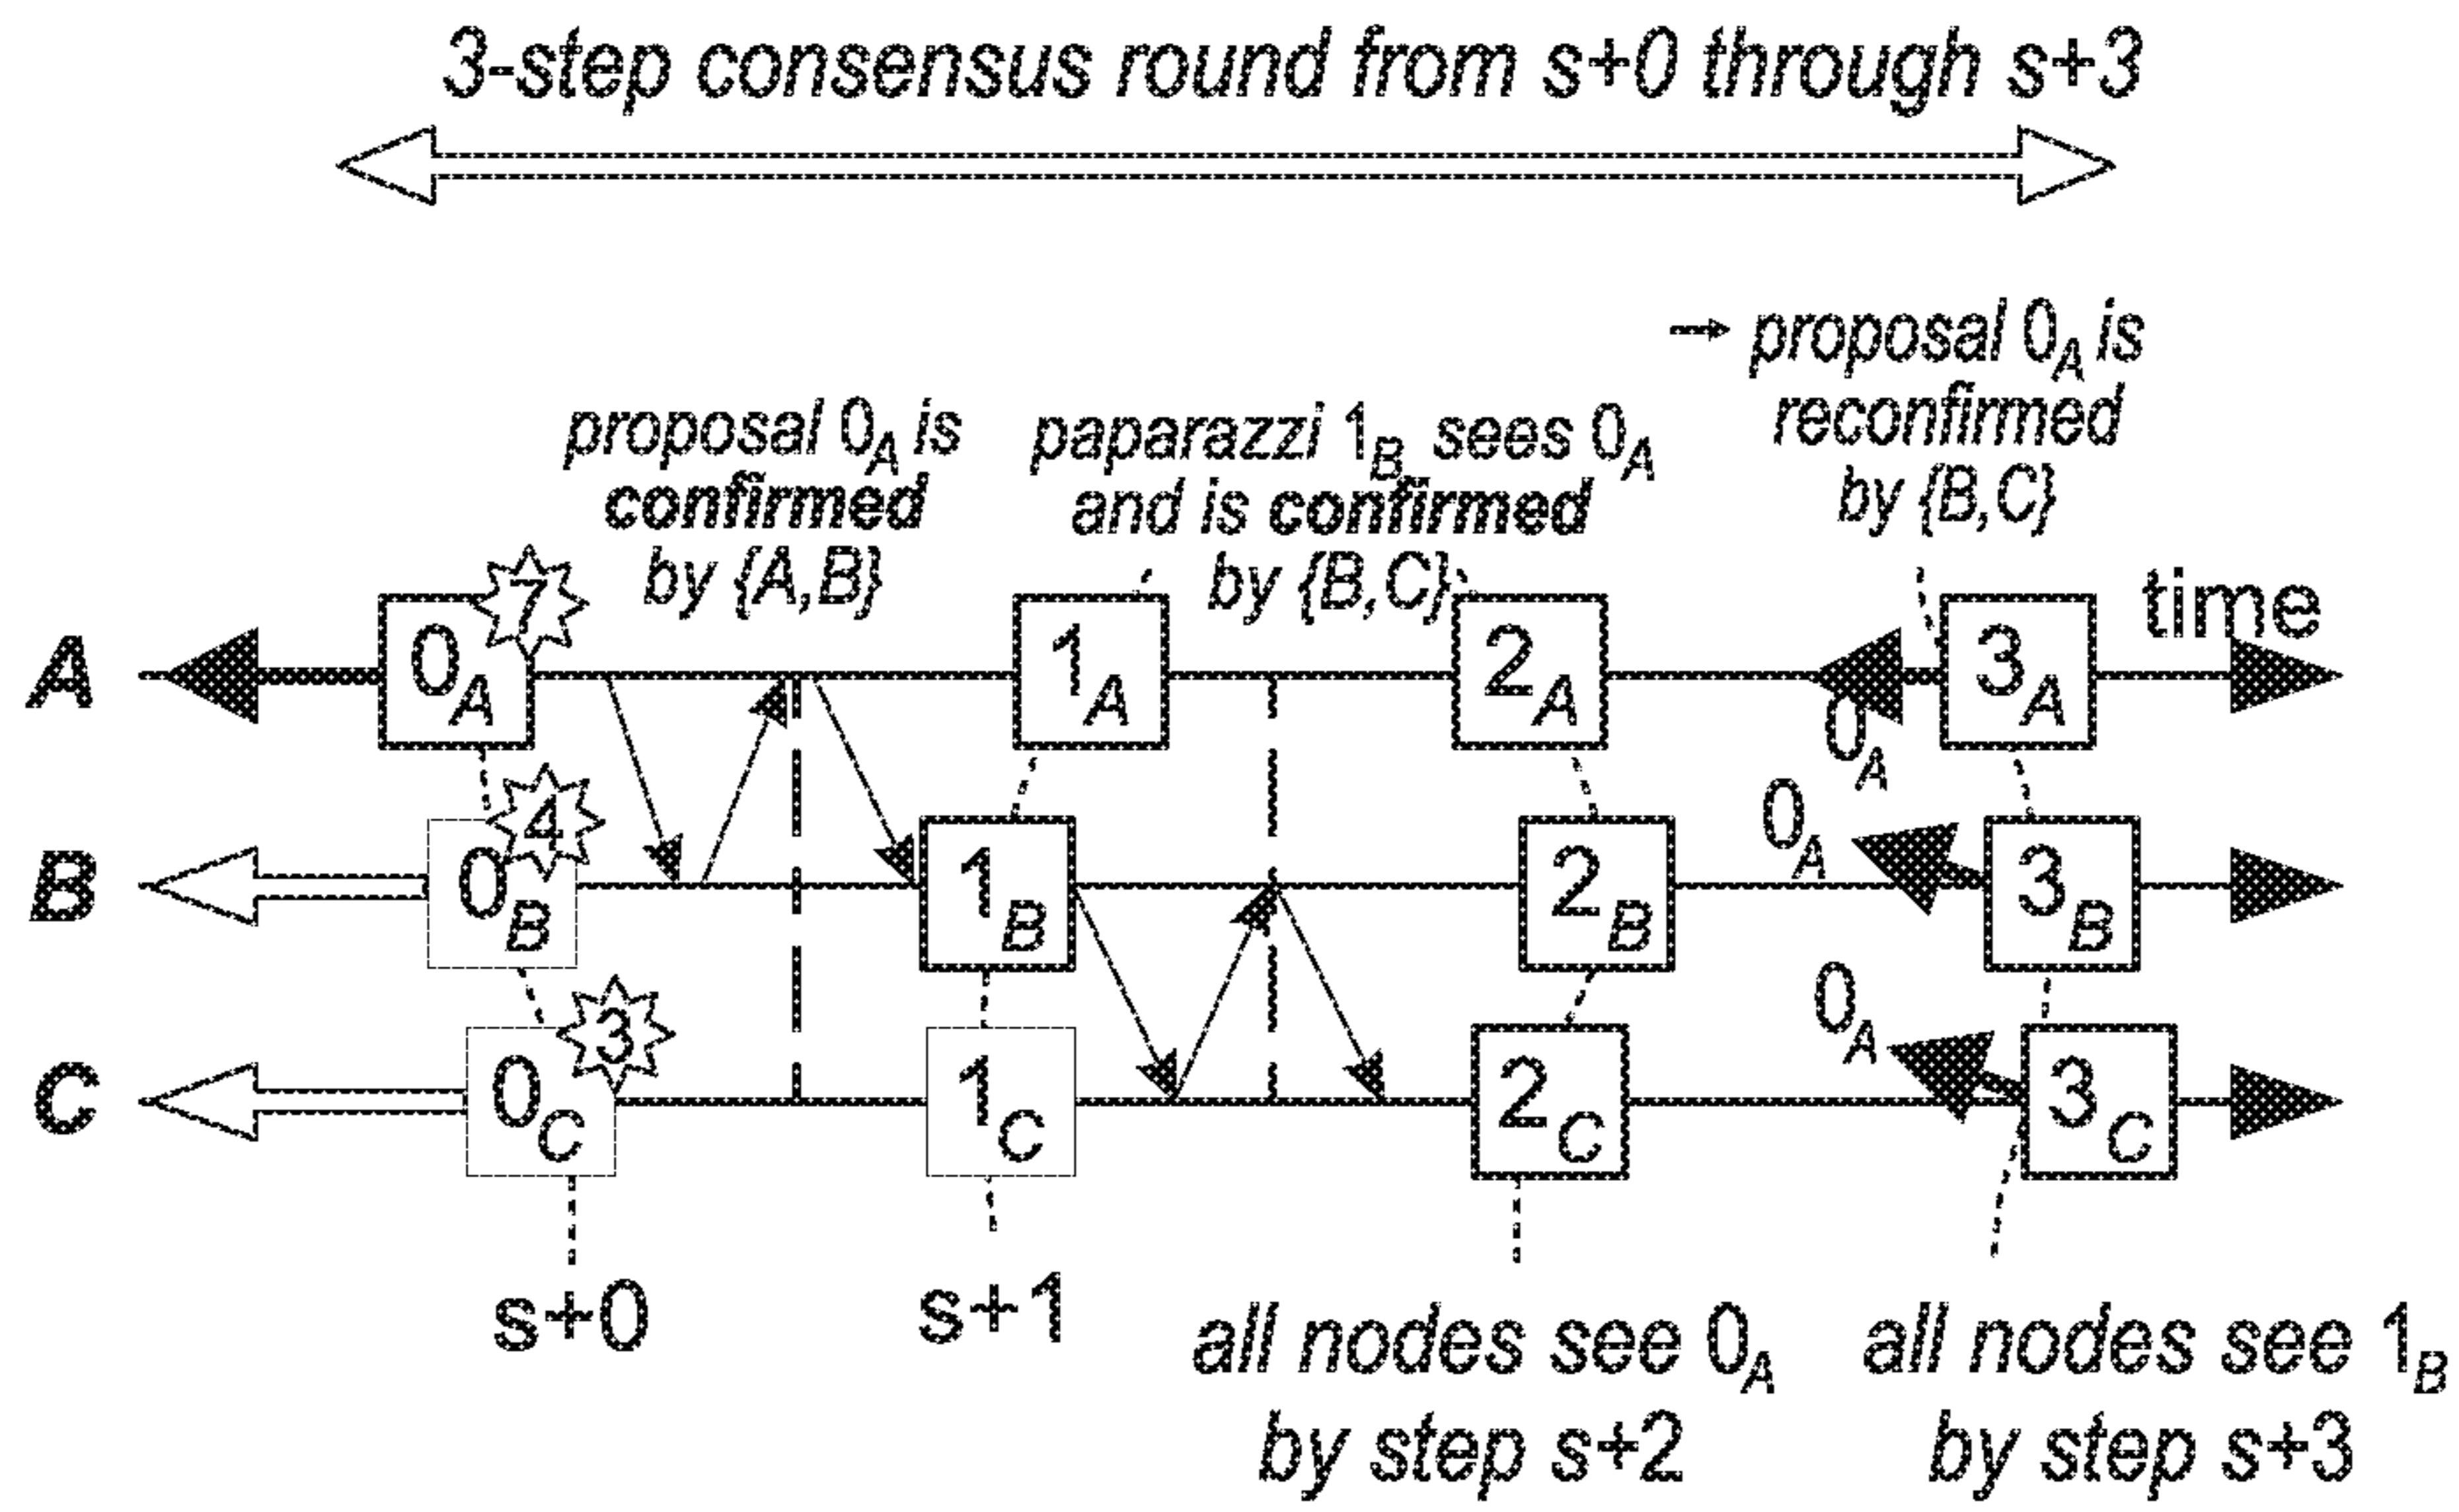 3-step consensus round from s+0 through s+3
→ proposal 0A is
reconfirmed
by {B,C}
proposal 0A is
confirmed
by {A,B}
paparazzi 1B sees 0A
and is confirmed
by {B,C}
time
A
0A
7
1A
2A
0A
3A
B
0B
4
1B
2B
0A
3B
C
0C
3
1C
2C
0A
3C
s+0
s+1
all nodes see 0A
by step s+2
all nodes see 1B
by step s+3